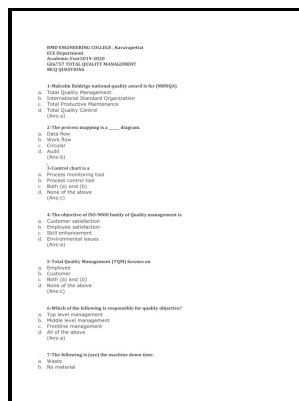 RMD ENGINEERING COLLEGE , Kavaraipettai
ECE Department
Academic Year2019-2020
GE6757 TOTAL QUALITY MANAGEMENT
MCQ QUESTIONS
1-Malcolm Baldrige national quality award is for (MBNQA)
a. Total Quality Management
b. International Standard Organization
c. Total Productive Maintenance
d. Total Quality Control
(Ans:a)
2-The process mapping is a ____ diagram.
a. Data flow
b. Work flow
c. Circular
d. Audit
(Ans:b)
.
3-Control chart is a
a. Process monitoring tool
b. Process control tool
c. Both (a) and (b)
d. None of the above
(Ans:c)
4-The objective of ISO-9000 family of Quality management is
a. Customer satisfaction
b. Employee satisfaction
c. Skill enhancement
d. Environmental issues
(Ans:a)
5-Total Quality Management (TQM) focuses on
a. Employee
b. Customer
c. Both (a) and (b)
d. None of the above
(Ans:c)
6-Which of the following is responsible for quality objective?
a. Top level management
b. Middle level management
c. Frontline management
d. All of the above
(Ans:a)
7-The following is (are) the machine down time.
a. Waste
b. No material